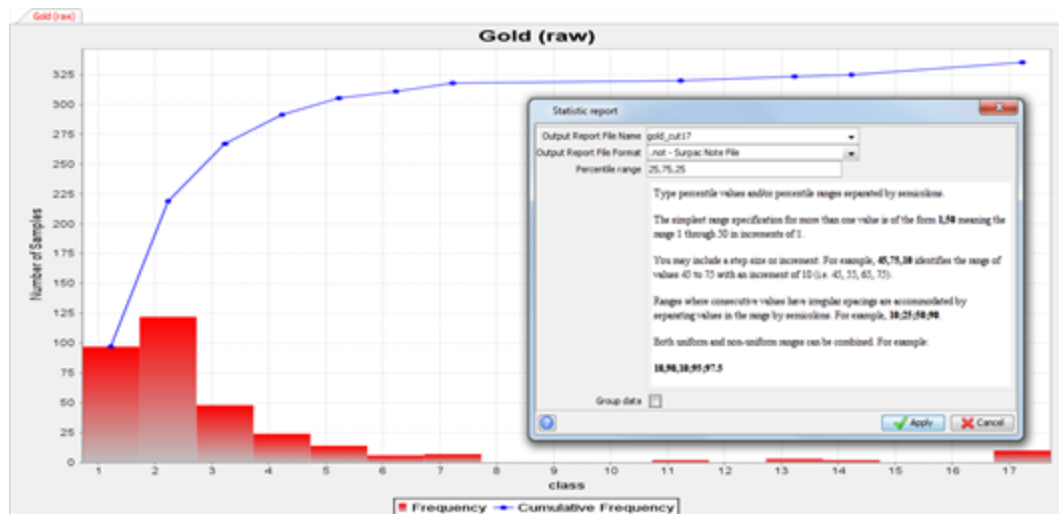 Gold (raw)
Gold (raw)
Number of Samples
325
300
275
250
225
200
175
150
125
100
75
50
25
0
1 2 3 4 5 6 7 8 9 10 11 12 13 14 15 16 17
class
Frequency Cumulative Frequency
Statistic report
Output Report File Name gold_cut17
Output Report File Format .not - Surpac Note File
Percentile range 25,75,25
Type percentile values and/or percentile ranges separated by semicolons.
The simplest range specification for more than one value is of the form 1,50 meaning the
range 1 through 50 in increments of 1.
You may include a step size or increment. For example, 45,75,10 identifies the range of
values 45 to 75 with an increment of 10 (i.e. 45, 55, 65, 75).
Ranges where consecutive values have irregular spacings are accommodated by
separating values in the range by semicolons. For example, 10;25;50;90.
Both uniform and non-uniform ranges can be combined. For example:
10,90,10;95;97.5
Group data
Apply Cancel